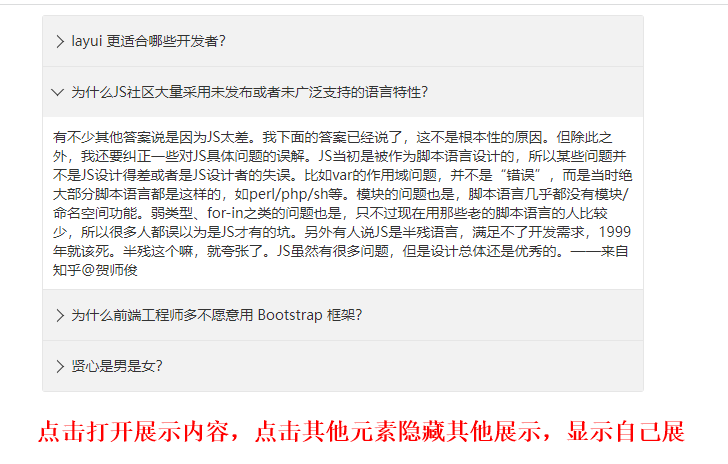 layui 更适合哪些开发者？
为什么JS社区大量采用未发布或者未广泛支持的语言特性？
有不少其他答案说是因为JS太差。我下面的答案已经说了，这不是根本性的原因。但除此之
外，我还要纠正一些对JS具体问题的误解。JS当初是被作为脚本语言设计的，所以某些问题并
不是JS设计得差或者是JS设计者的失误。比如var的作用域问题，并不是“错误”，而是当时绝
大部分脚本语言都是这样的，如perl/php/sh等。模块的问题也是，脚本语言几乎都没有模块/
命名空间功能。弱类型、for-in之类的问题也是，只不过现在用那些老的脚本语言的人比较
少，所以很多人都误以为是JS才有的坑。另外有人说JS是半残语言，满足不了开发需求，1999
年就该死。半残这个嘛，就夸张了。JS虽然有很多问题，但是设计总体还是优秀的。——来自
知乎@贺师俊
为什么前端工程师多不愿意用 Bootstrap 框架？
贤心是男是女？
点击打开展示内容，点击其他元素隐藏其他展示，显示自己展